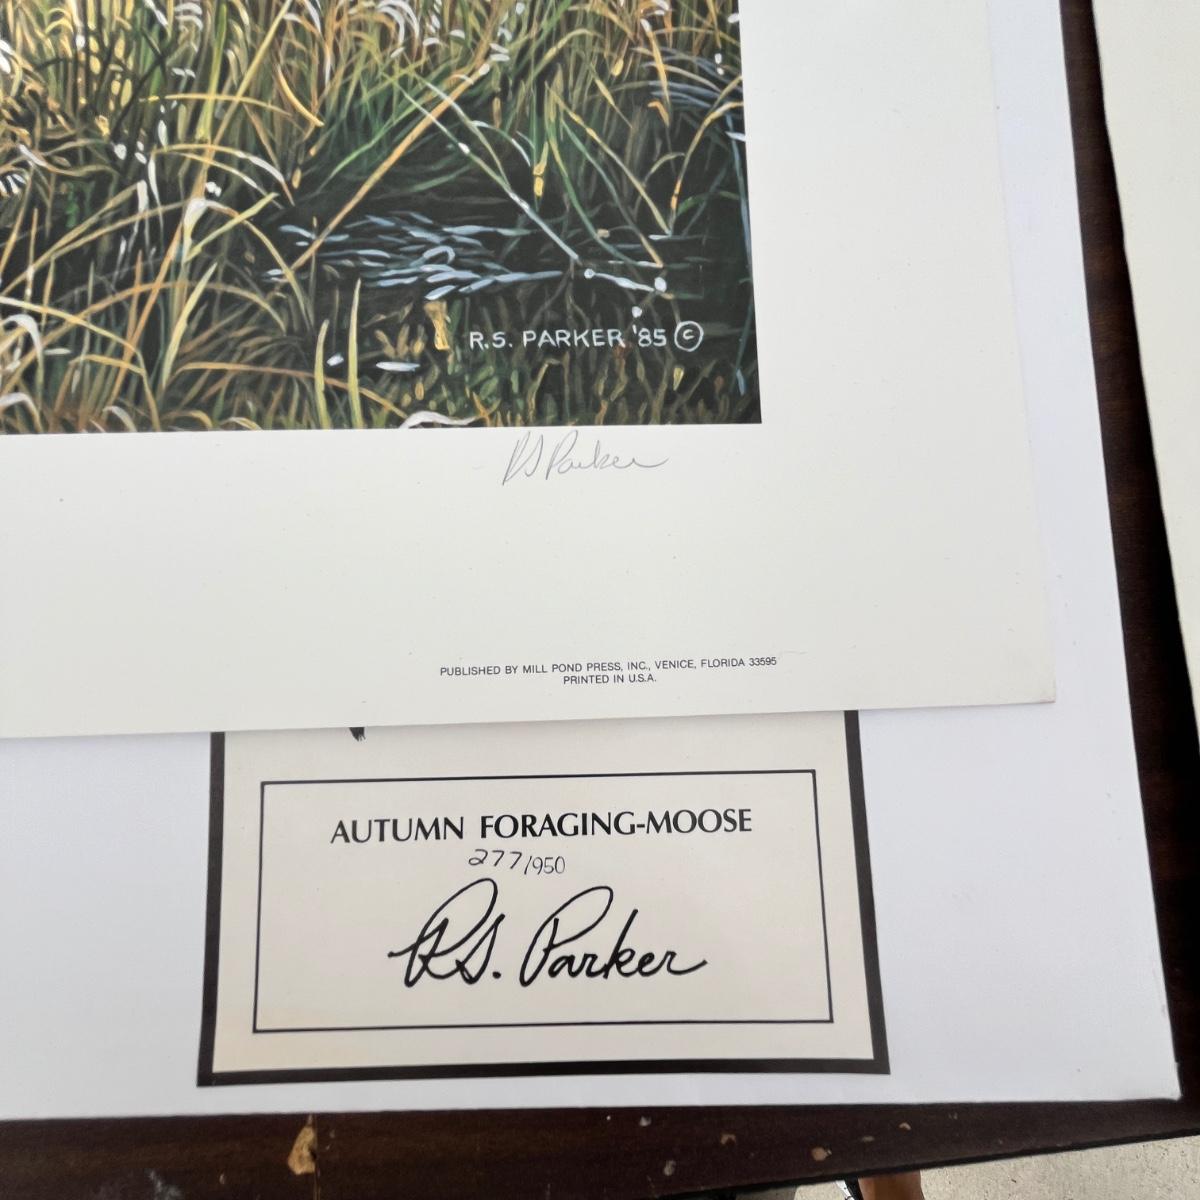 R.S. PARKER '85 ©
RS Parker
PUBLISHED BY MILL POND PRESS, INC., VENICE, FLORIDA 33595
PRINTED IN U.S.A.
AUTUMN FORAGING-MOOSE
277/950
RS. Parker